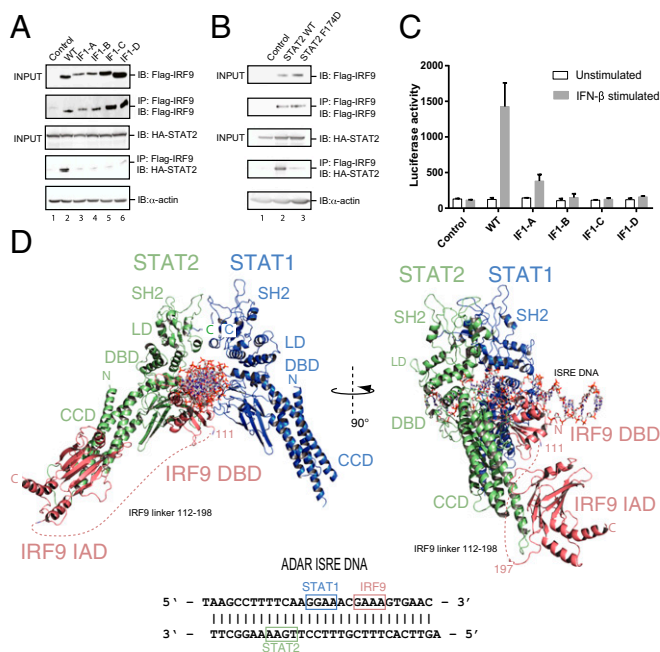 A
Control
WT
IF1-A
IF1-B
IF1-C
IF1-D
INPUT
IB: Flag-IRF9
IP: Flag-IRF9
IB: Flag-IRF9
INPUT
IB: HA-STAT2
IP: Flag-IRF9
IB: HA-STAT2
IB:α-actin
1 2 3 4 5 6
B
Control
STAT2 WT
STAT2 F174D
INPUT
IB: Flag-IRF9
IP: Flag-IRF9
IB: Flag-IRF9
INPUT
IB: HA-STAT2
IP: Flag-IRF9
IB: HA-STAT2
IB:α-actin
1 2 3
C
Luciferase activity
2000
1500
1000
500
0
Unstimulated
IFN-β stimulated
Control
WT
IF1-A
IF1-B
IF1-C
IF1-D
D
STAT2 STAT1
SH2 SH2
C C
LD LD
DBD DBD
N N
CCD CCD
111
IRF9 DBD
C
IRF9 linker 112-198
IRF9 IAD
90°
STAT2 STAT1
SH2 SH2
LD
ISRE DNA
DBD
IRF9 DBD
111
CCD
IRF9 IAD
C
IRF9 linker 112-198
197
ADAR ISRE DNA
STAT1 IRF9
5‘ – TAAGCCTTTTCAAGGAAACGAAAGTGAAC – 3’
3‘ – TTCGGAAAAGTTCCTTTGCTTTCACTTGA – 5’
STAT2